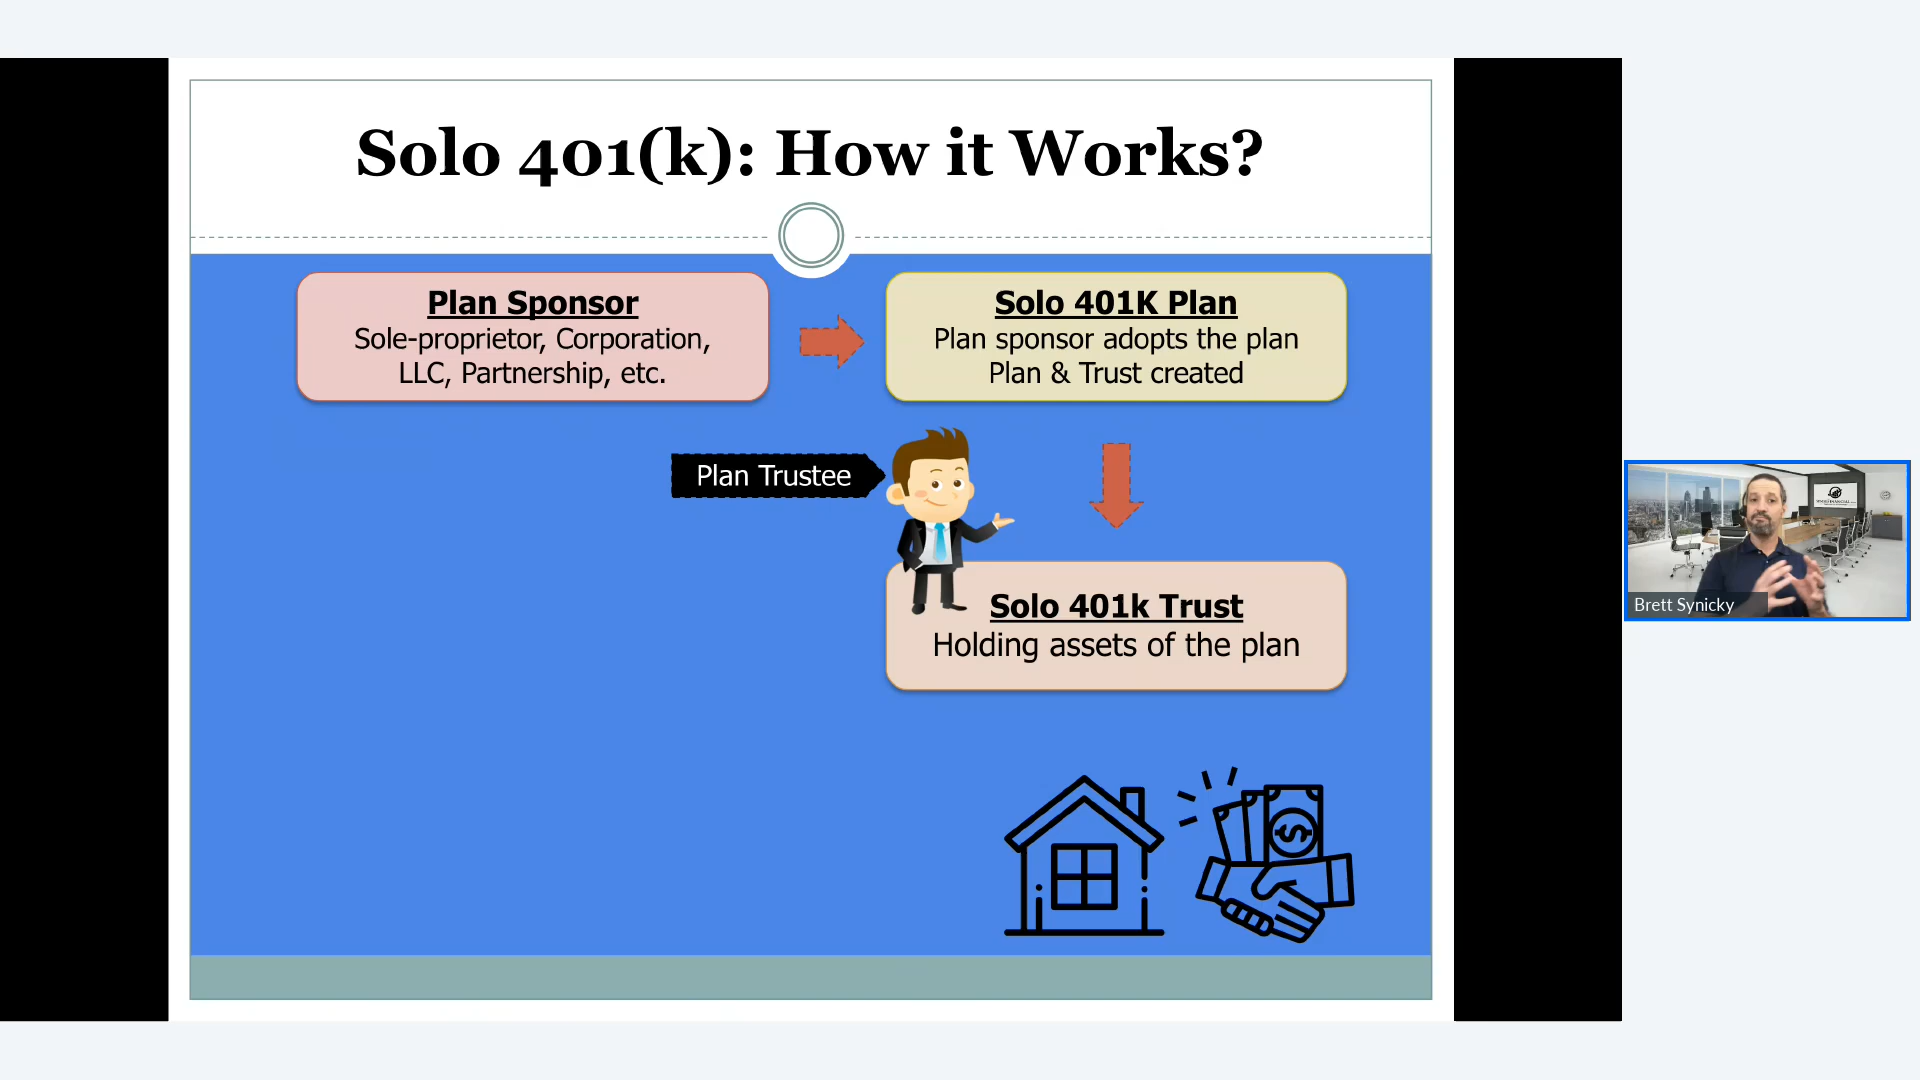 Solo 401(k): How it Works?
Plan Sponsor
Sole-proprietor, Corporation,
LLC, Partnership, etc.
Solo 401K Plan
Plan sponsor adopts the plan
Plan & Trust created
Plan Trustee
Solo 401k Trust
Holding assets of the plan
Brett Synicky